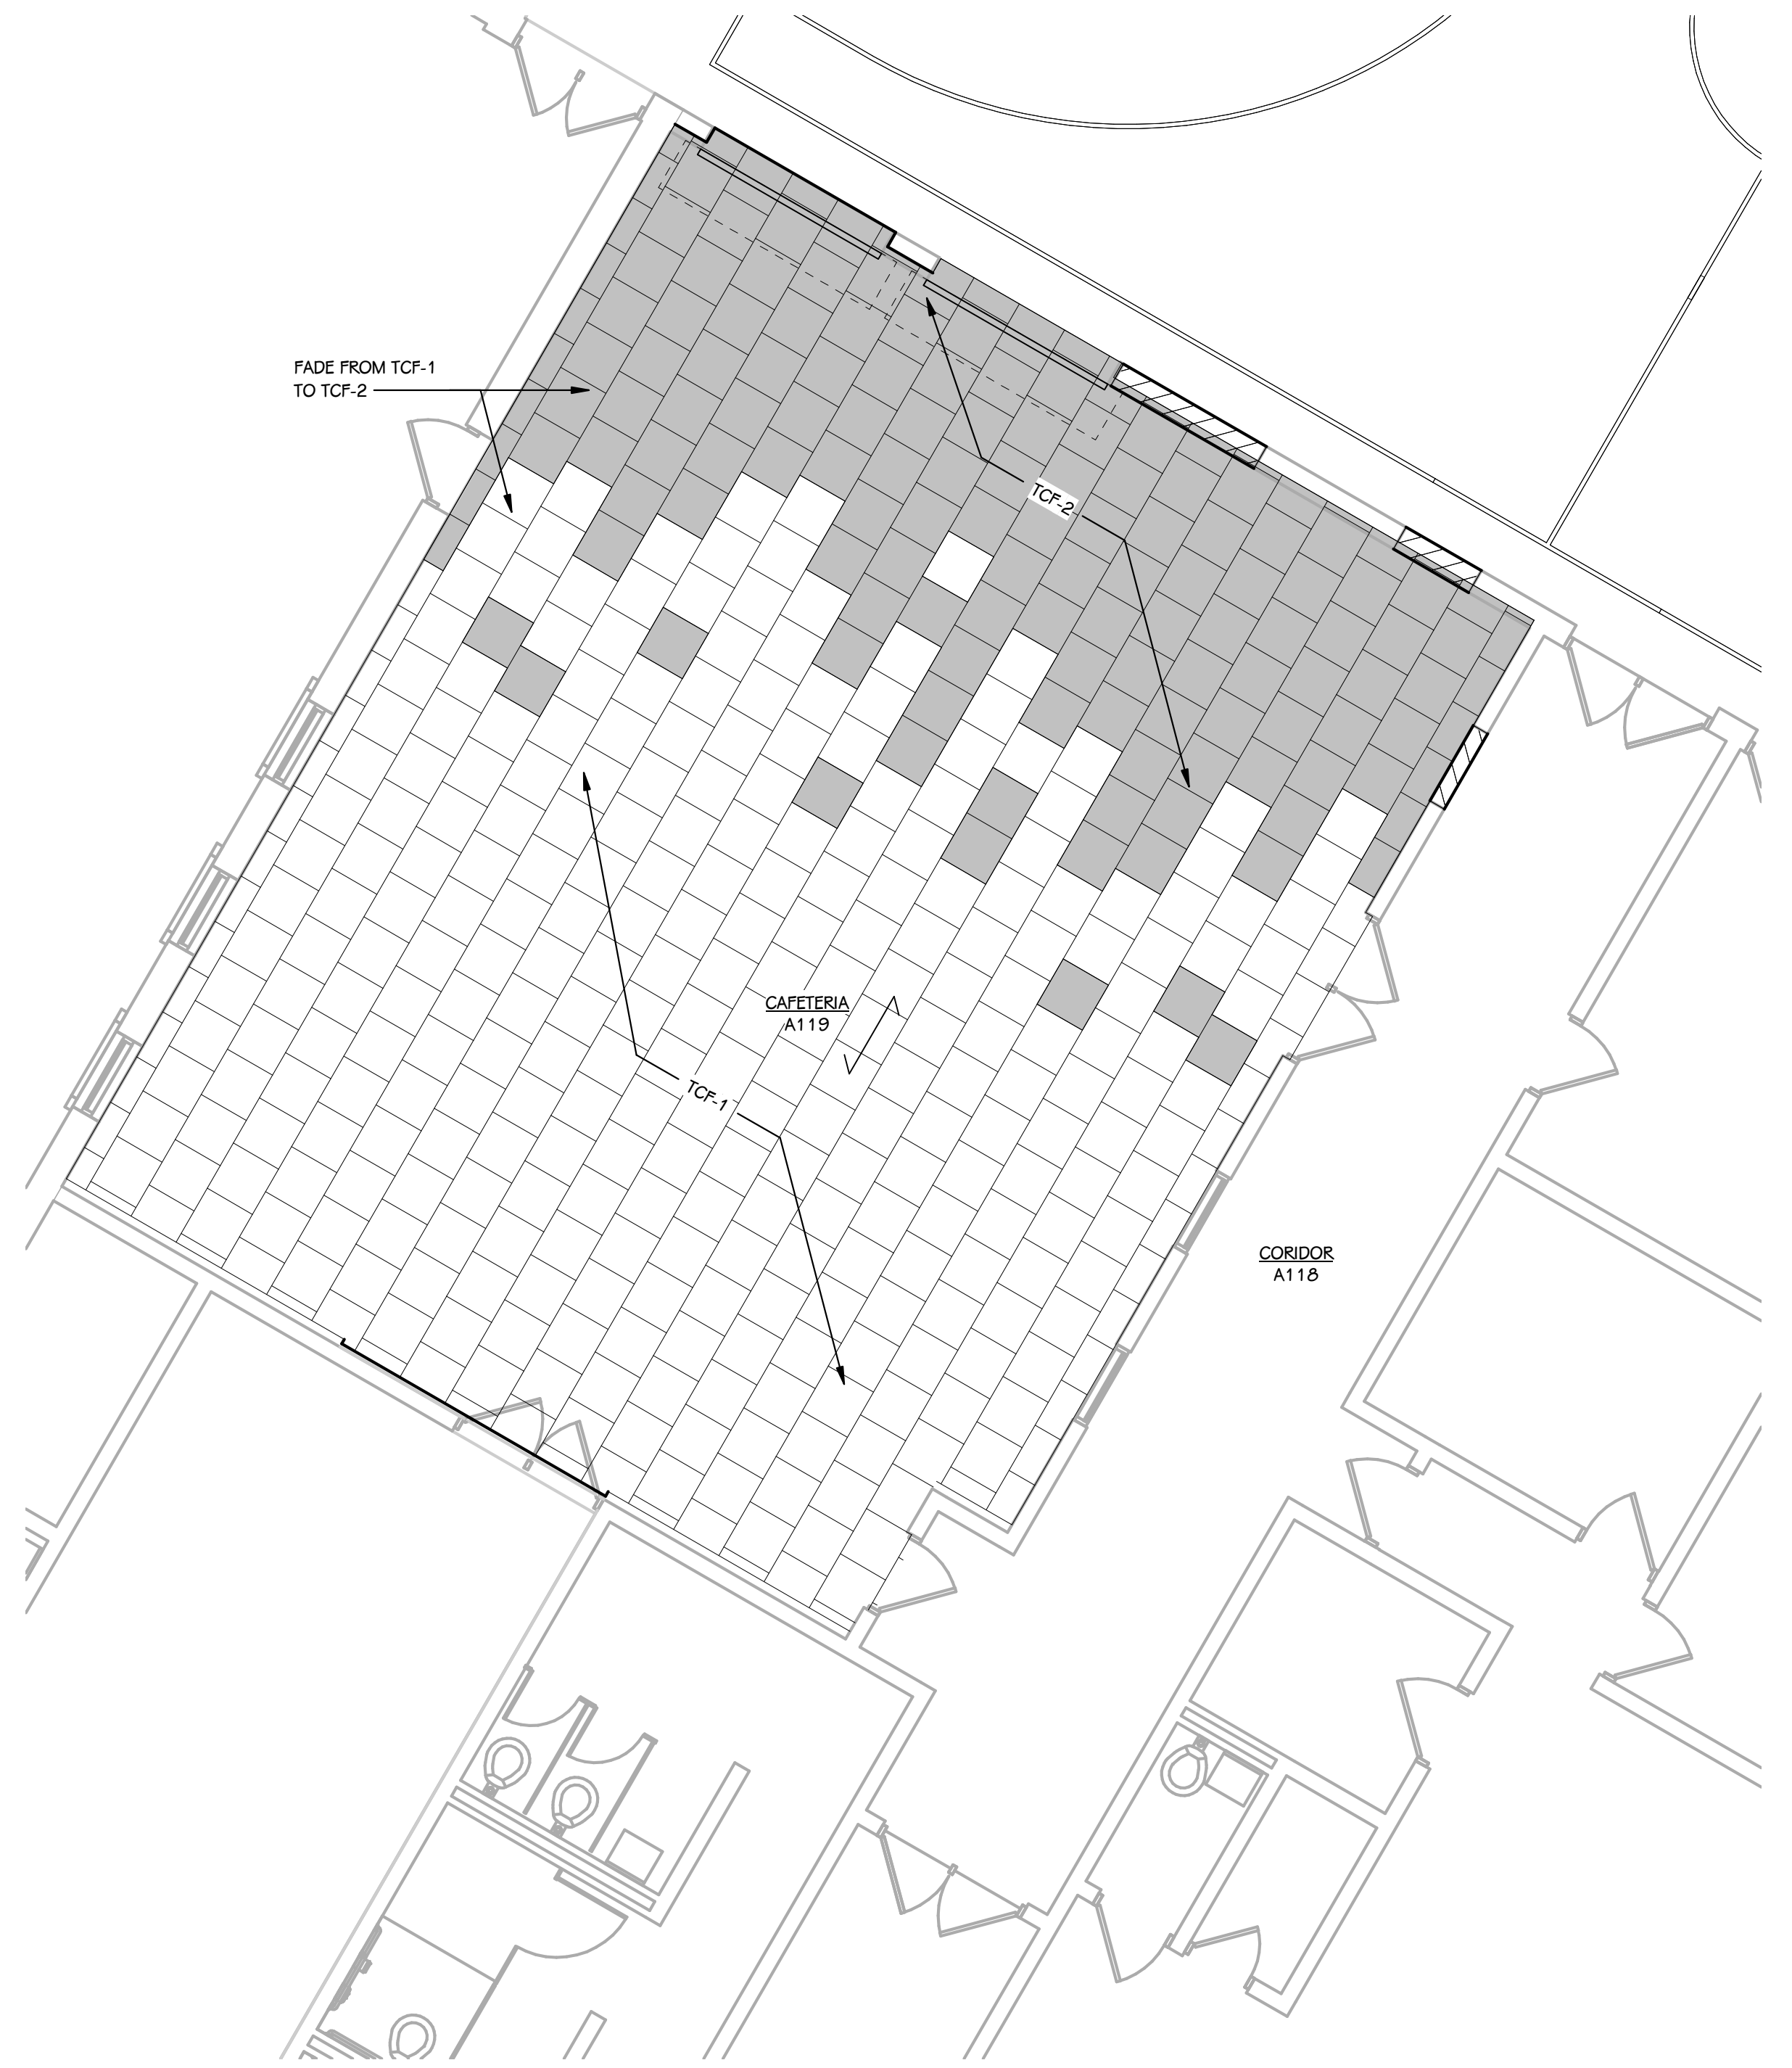 FADE FROM TCF-1
TO TCF-2
TCF-2
CAFETERIA
A119
TCF-1
CORIDOR
A118